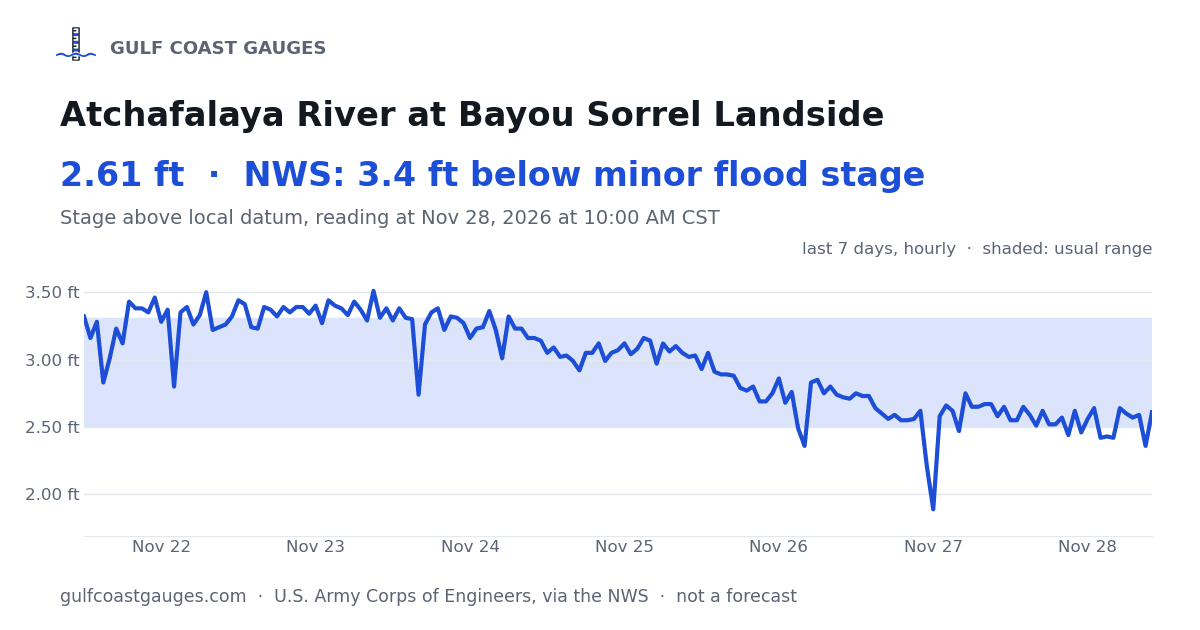 GULF COAST GAUGES
Atchafalaya River at Bayou Sorrel Landside
2.61 ft · NWS: 3.4 ft below minor flood stage
Stage above local datum, reading at Nov 28, 2026 at 10:00 AM CST
last 7 days, hourly · shaded: usual range
3.50 ft
3.00 ft
2.50 ft
2.00 ft
Nov 22 Nov 23 Nov 24 Nov 25 Nov 26 Nov 27 Nov 28
gulfcoastgauges.com · U.S. Army Corps of Engineers, via the NWS · not a forecast